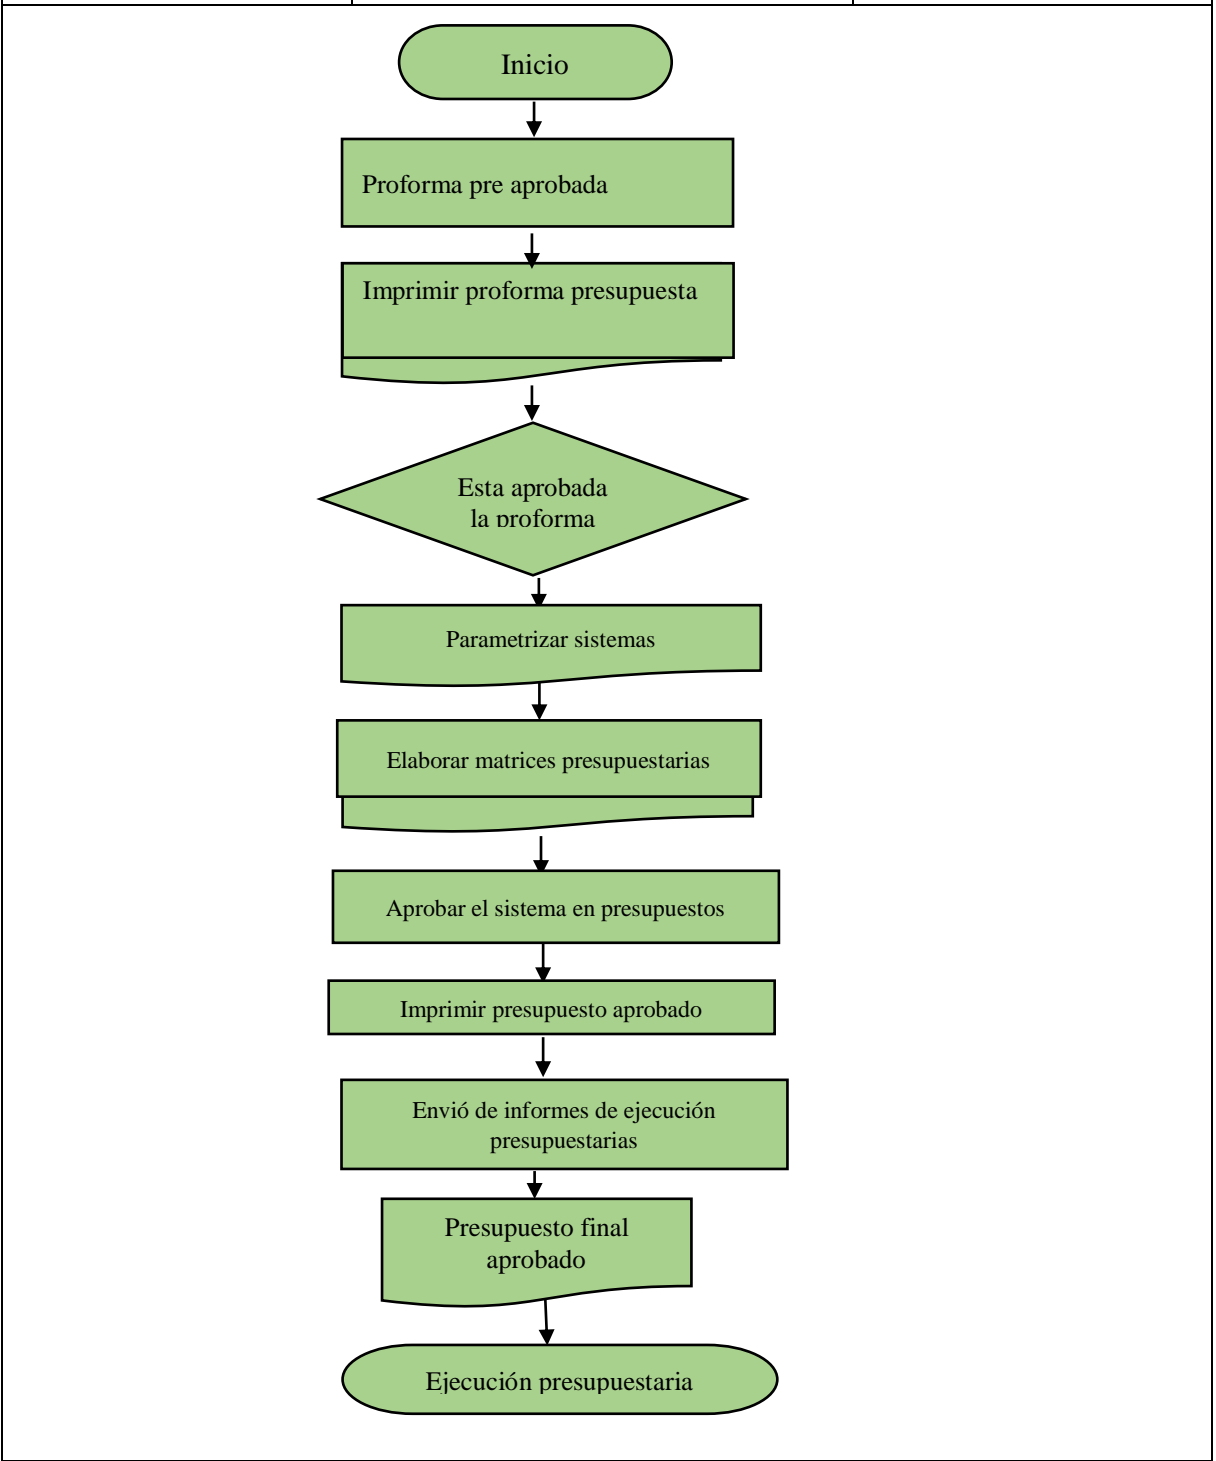 Inicio
Proforma pre aprobada
Imprimir proforma presupuesta
Esta aprobada
la proforma
Parametrizar sistemas
Elaborar matrices presupuestarias
Aprobar el sistema en presupuestos
Imprimir presupuesto aprobado
Envió de informes de ejecución
presupuestarias
Presupuesto final
aprobado
Ejecución presupuestaria